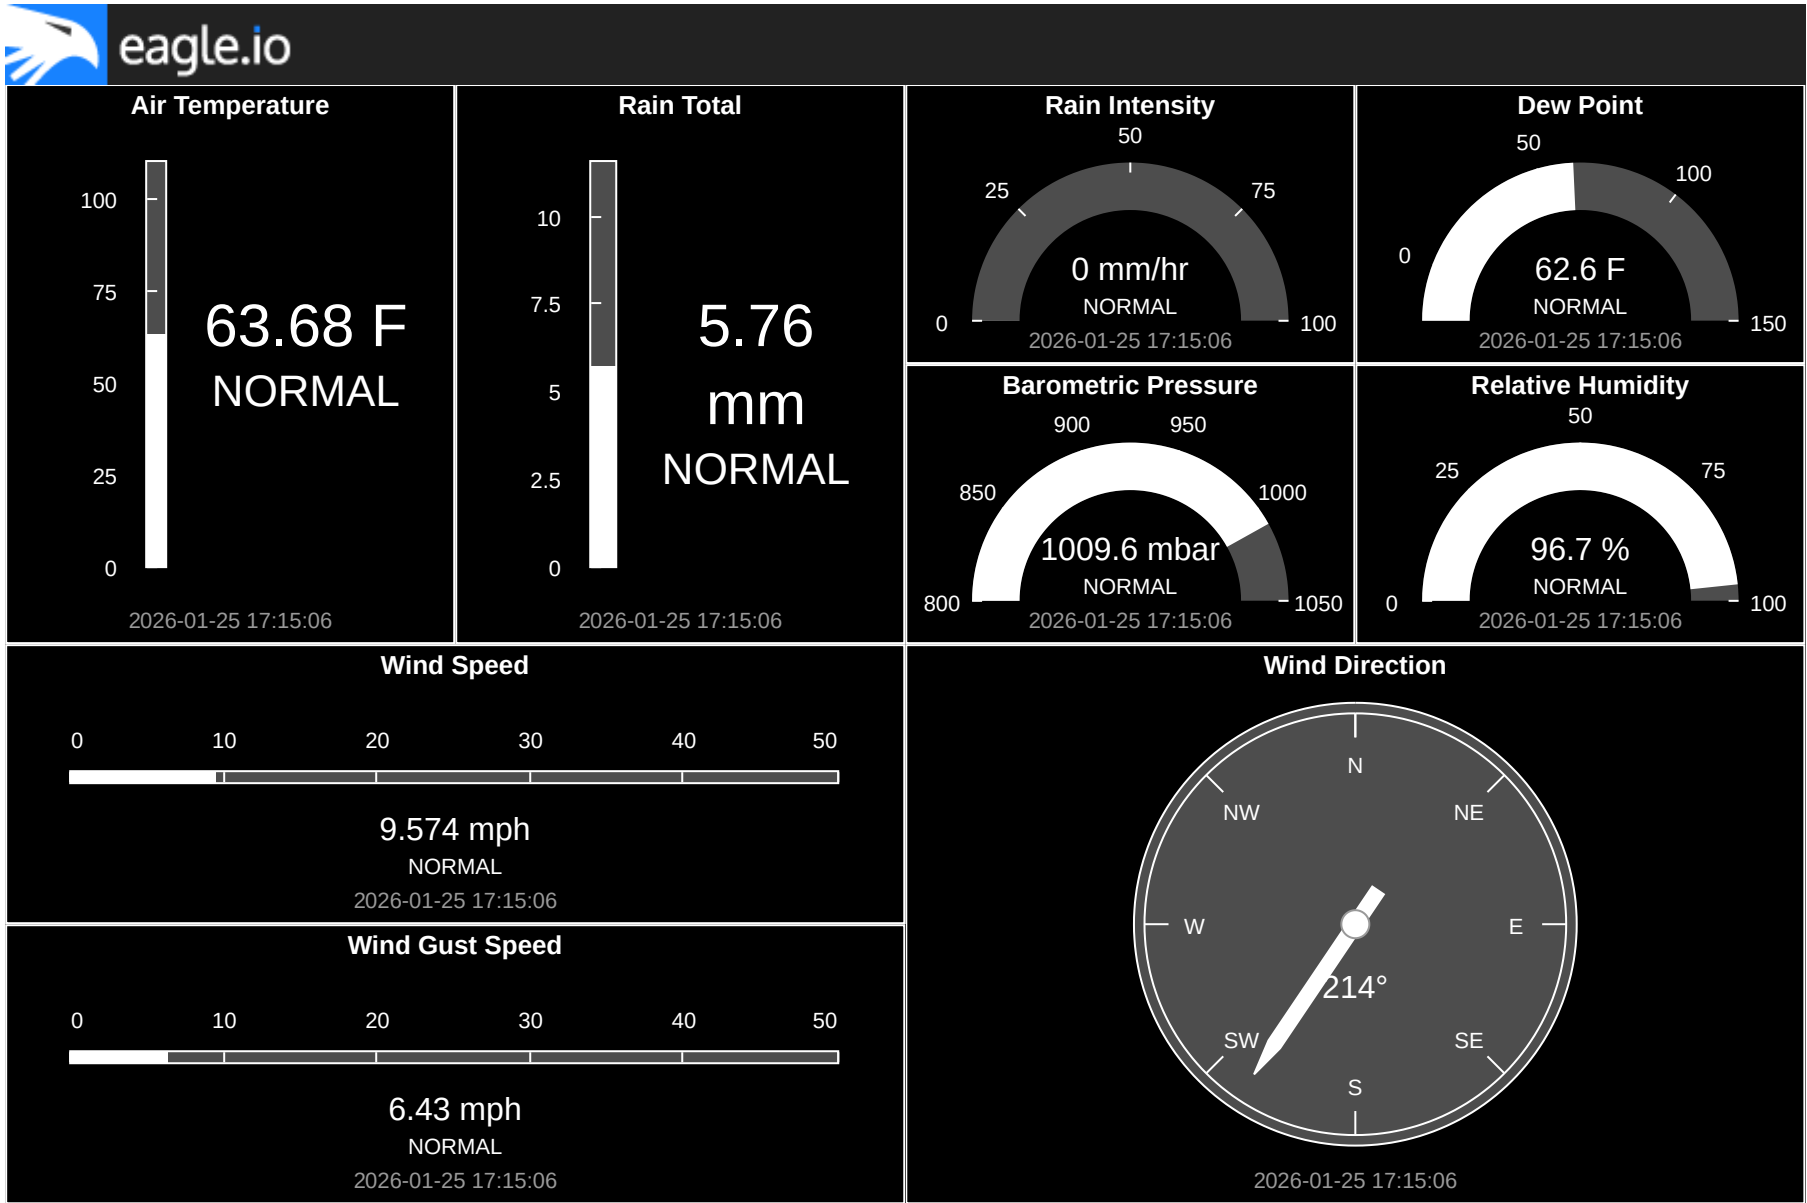 eagle.io
Air Temperature
100
75
50
25
0
63.68 F
NORMAL
2026-01-25 17:15:06
Rain Total
10
7.5
5
2.5
0
5.76
mm
NORMAL
2026-01-25 17:15:06
Rain Intensity
50
25
75
0
100
0 mm/hr
NORMAL
2026-01-25 17:15:06
Dew Point
50
100
0
150
62.6 F
NORMAL
2026-01-25 17:15:06
Barometric Pressure
900
950
850
1000
800
1050
1009.6 mbar
NORMAL
2026-01-25 17:15:06
Relative Humidity
50
25
75
0
100
96.7 %
NORMAL
2026-01-25 17:15:06
Wind Speed
0 10 20 30 40 50
9.574 mph
NORMAL
2026-01-25 17:15:06
Wind Gust Speed
0 10 20 30 40 50
6.43 mph
NORMAL
2026-01-25 17:15:06
Wind Direction
N
NW NE
W E
214°
SW SE
S
2026-01-25 17:15:06